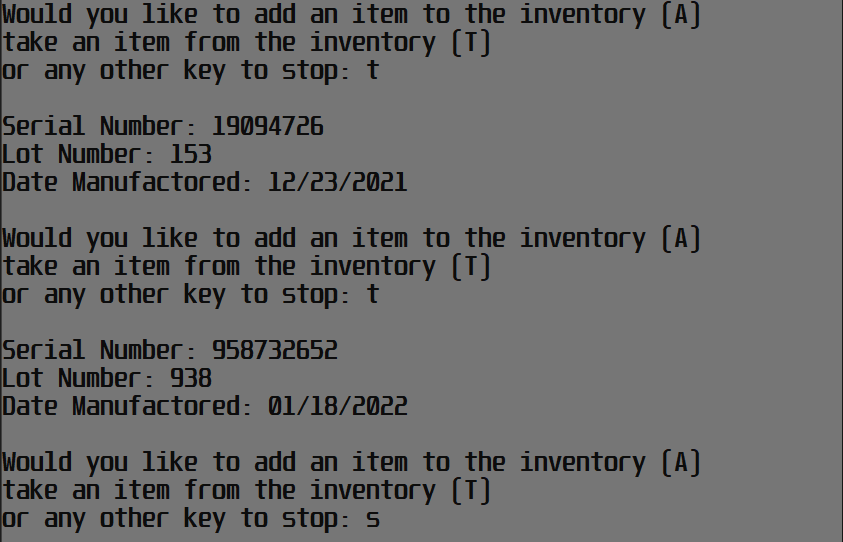 Would you like to add an item to the inventory (A)
take an item from the inventory (T)
or any other key to stop: t
Serial Number: 19094726
Lot Number: 153
Date Manufactored: 12/23/2021
Would you like to add an item to the inventory (A)
take an item from the inventory (T)
or any other key to stop: t
Serial Number: 958732652
Lot Number: 938
Date Manufactored: 01/18/2022
Would you like to add an item to the inventory (A)
take an item from the inventory (T)
or any other key to stop: s